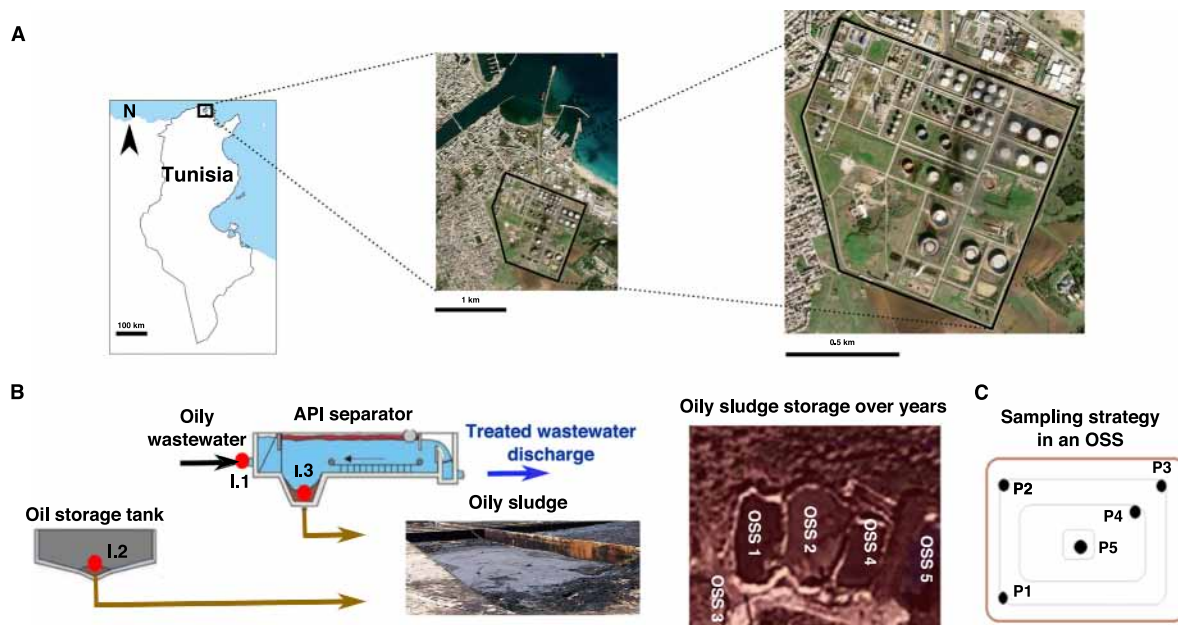 A
N
Tunisia
100 km
1 km
0.5 km
B
Oily
wastewater
API separator
Treated wastewater
discharge
I.1
I.3
Oil storage tank
I.2
Oily sludge
Oily sludge storage over years
OSS 1
OSS 2
OSS 4
OSS 5
OSS 3
C
Sampling strategy
in an OSS
P3
P2
P4
P5
P1